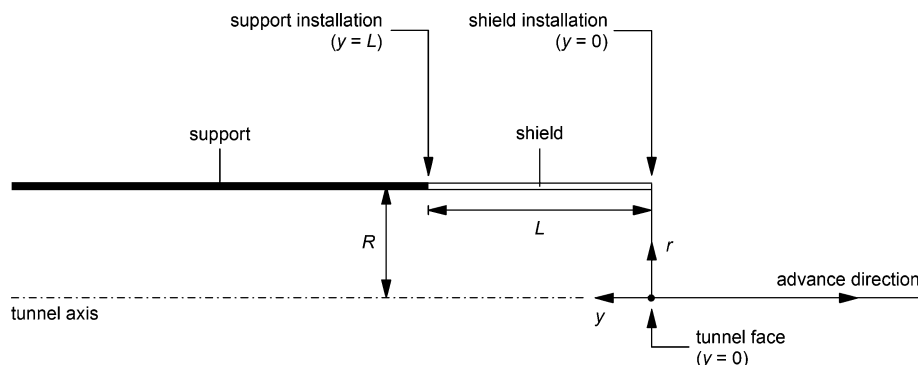 support installation
(y = L)
shield installation
(y = 0)
support
shield
R
L
r
advance direction
tunnel axis
y
tunnel face
(y = 0)